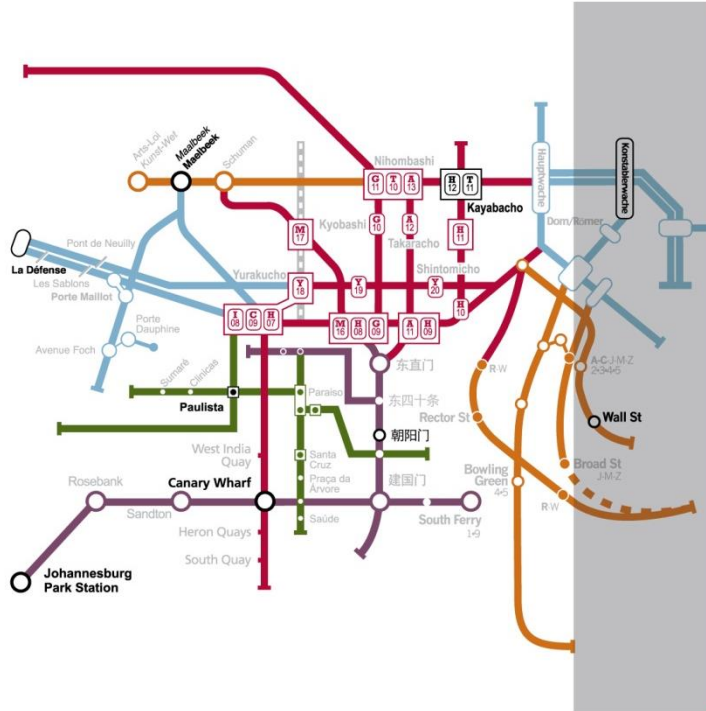 Arts-Loi
Kunst-Wet
Maalbeek
Maelbeek
Schuman
Nihombashi
G
11
T
10
A
13
H
12
T
11
Kayabacho
Hauptwache
Konstablerwache
Dom/Römer
M
17
Kyobashi
G
10
A
12
Takaracho
H
11
Pont de Neuilly
La Défense
Les Sablons
Porte Maillot
Yurakucho
Y
18
Y
19
Y
20
Shintomicho
H
10
I
08
C
09
H
07
M
16
H
08
G
09
A
11
H
09
Porte
Dauphine
Avenue Foch
东直门
Sumaré
Clínicas
Paulista
Paraíso
东四十条
朝阳门
R-W
A-C-J-M-Z
2-3-4-5
Wall St
Rector St
West India
Quay
Santa
Cruz
Praça da
Árvore
建国门
Bowling
Green
4-5
Broad St
J-M-Z
Rosebank
Sandton
Canary Wharf
Saúde
South Ferry
1-9
R-W
Heron Quays
South Quay
Johannesburg
Park Station